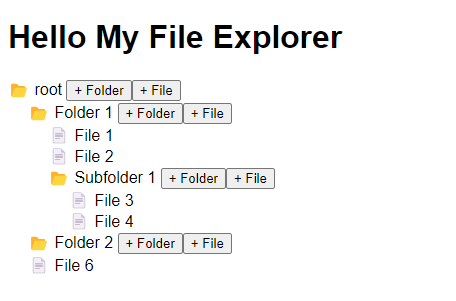 Hello My File Explorer
root + Folder + File
Folder 1 + Folder + File
File 1
File 2
Subfolder 1 + Folder + File
File 3
File 4
Folder 2 + Folder + File
File 6